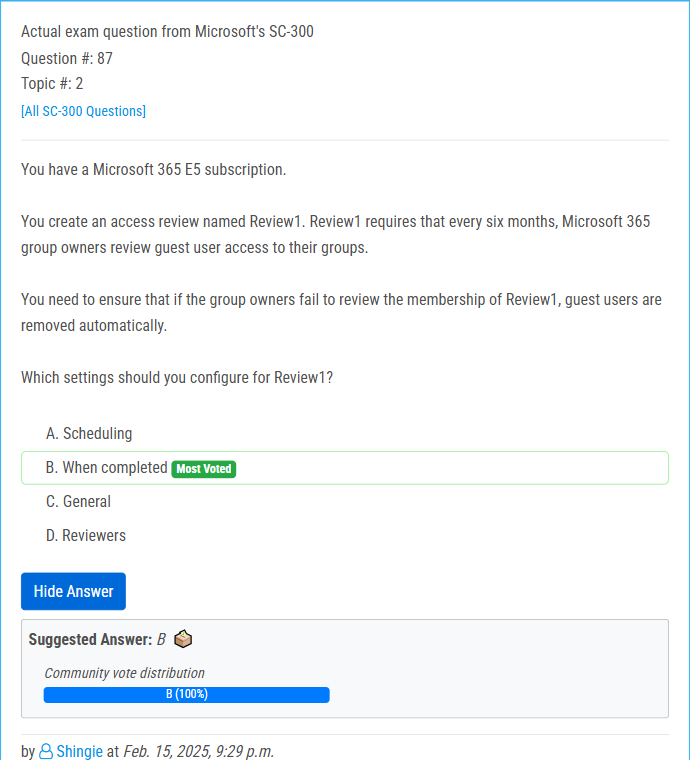 Actual exam question from Microsoft's SC-300
Question #: 87
Topic #: 2
[All SC-300 Questions]
You have a Microsoft 365 E5 subscription.
You create an access review named Review1. Review1 requires that every six months, Microsoft 365
group owners review guest user access to their groups.
You need to ensure that if the group owners fail to review the membership of Review1, guest users are
removed automatically.
Which settings should you configure for Review1?
A. Scheduling
B. When completed Most Voted
C. General
D. Reviewers
Hide Answer
Suggested Answer: B
Community vote distribution
B (100%)
by Shingie at Feb. 15, 2025, 9:29 p.m.